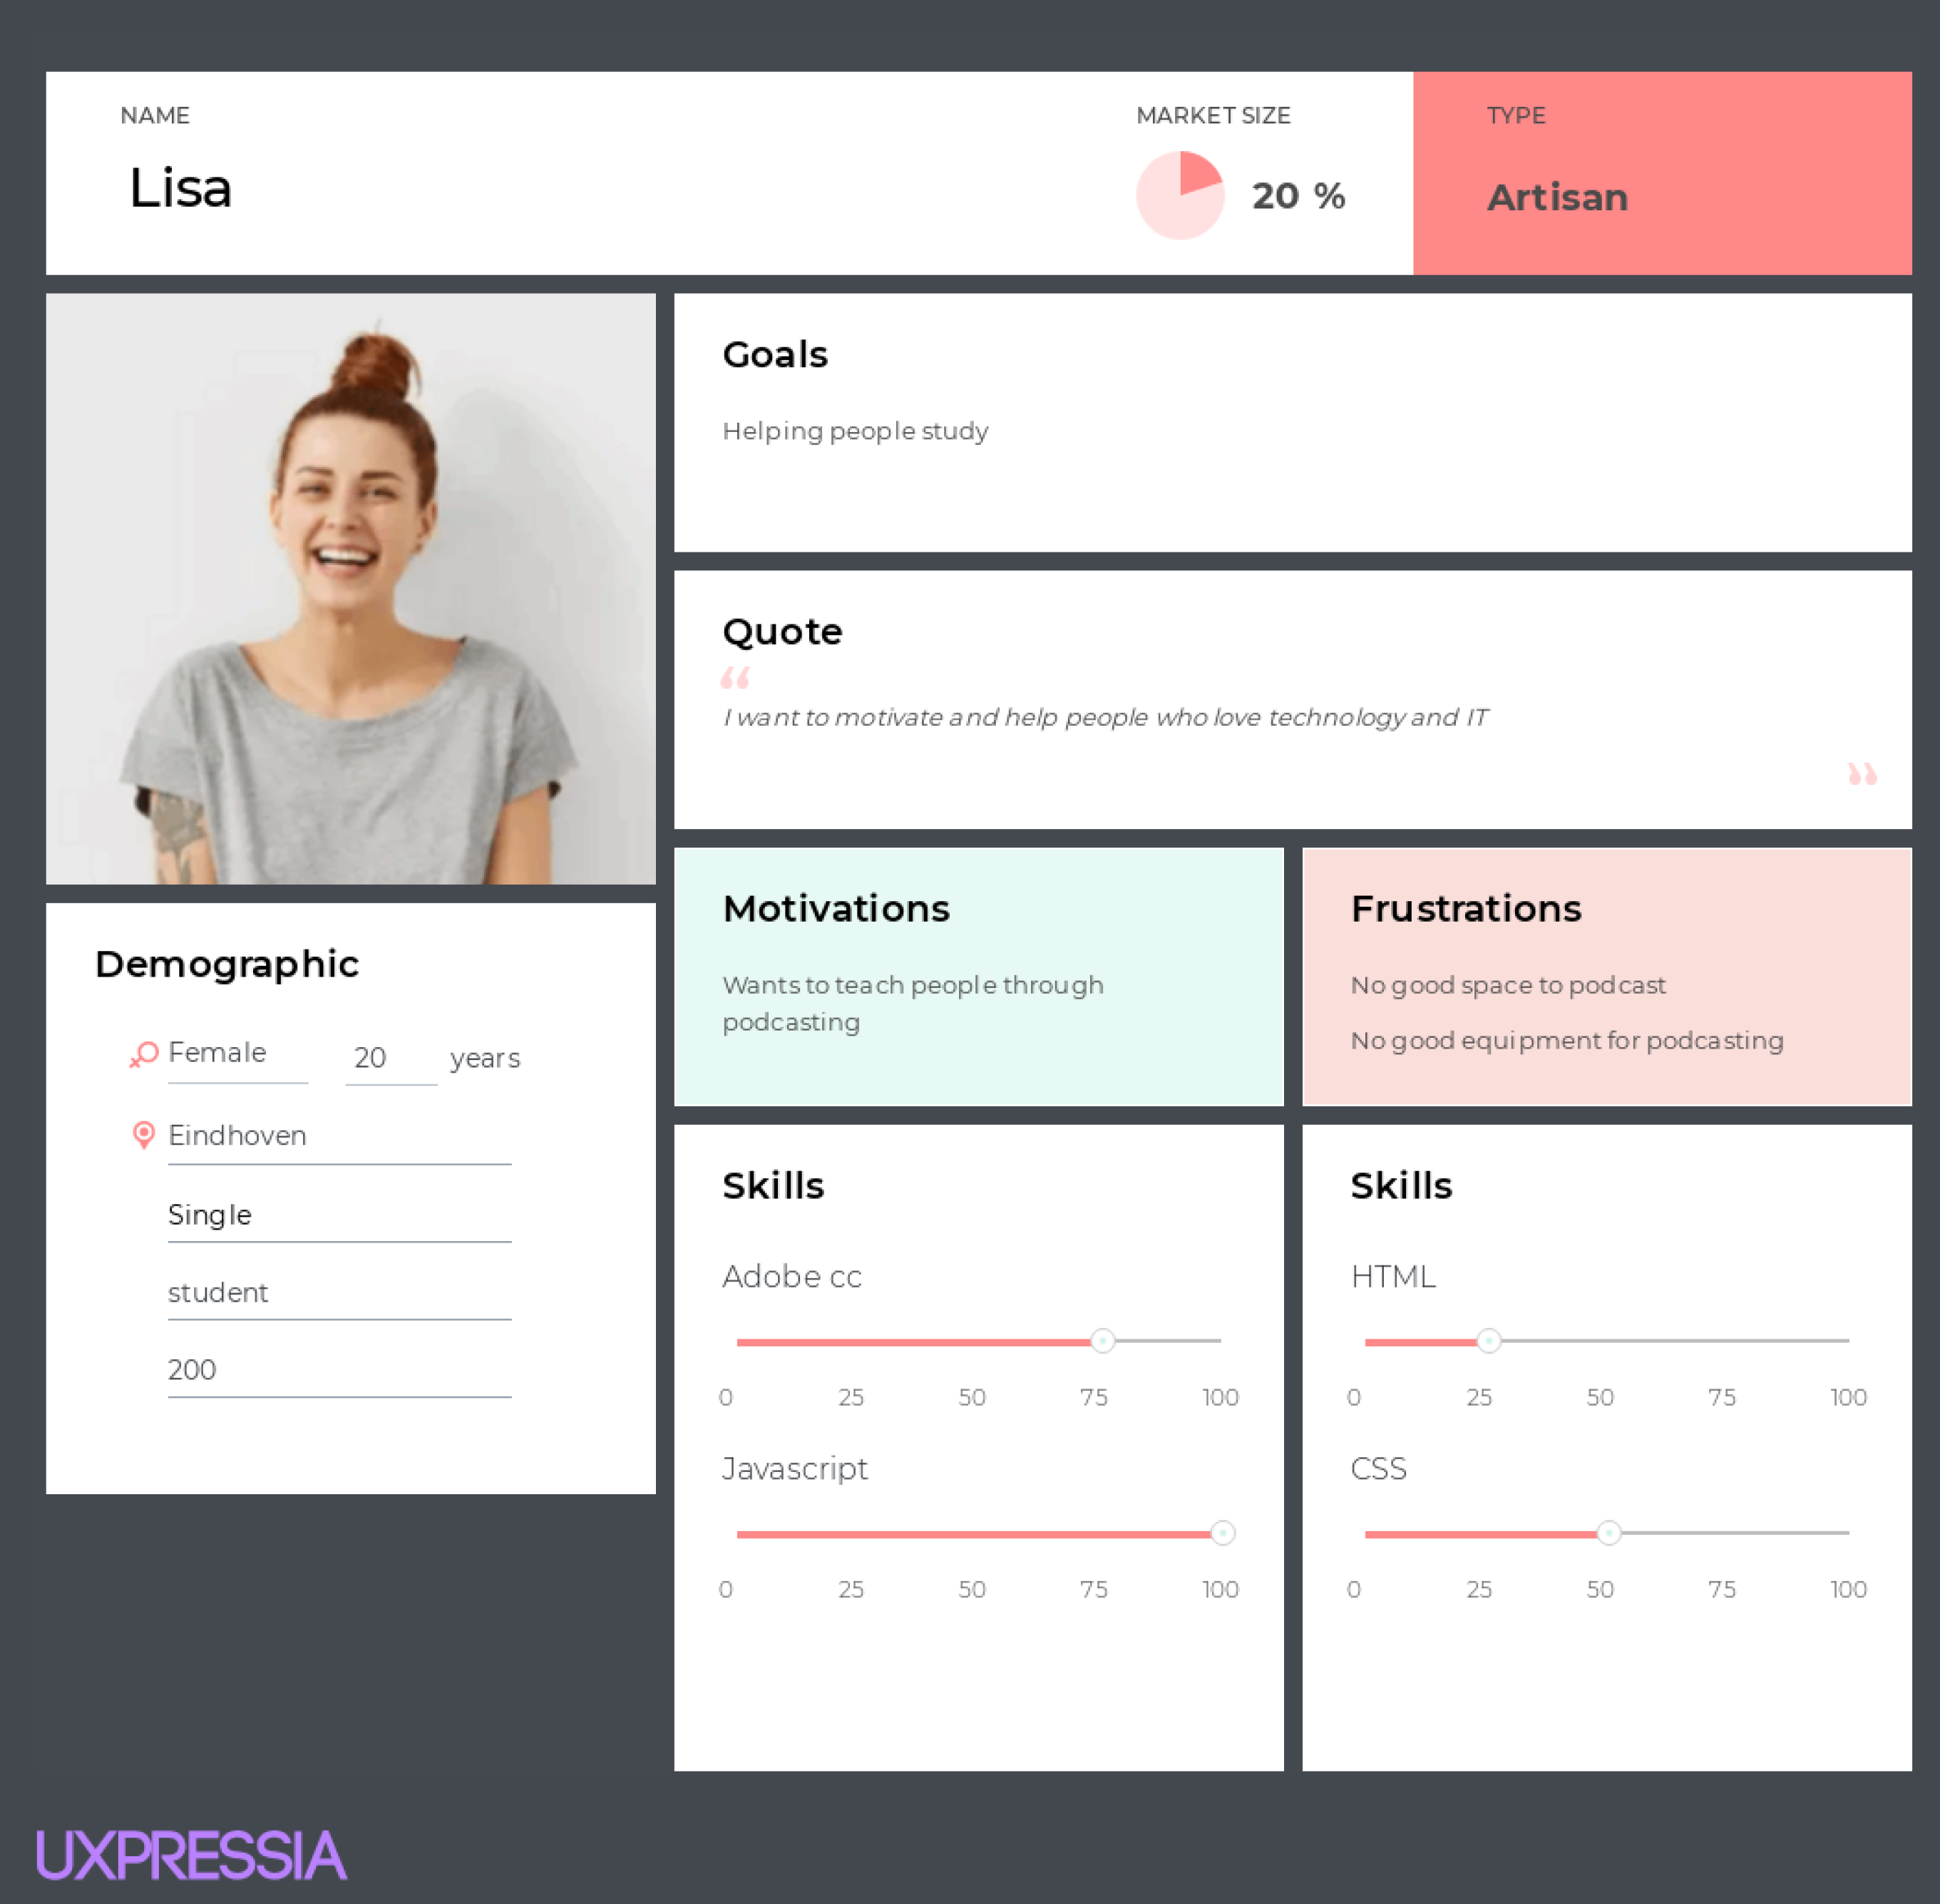 NAME
Lisa
MARKET SIZE
20 %
TYPE
Artisan
Goals
Helping people study
Quote
“
I want to motivate and help people who love technology and IT
”
Demographic
Female 20 years
Eindhoven
Single
student
200
Motivations
Wants to teach people through
podcasting
Frustrations
No good space to podcast
No good equipment for podcasting
Skills
Adobe cc
0 25 50 75 100
Javascript
0 25 50 75 100
Skills
HTML
0 25 50 75 100
CSS
0 25 50 75 100
UXPRESSIA